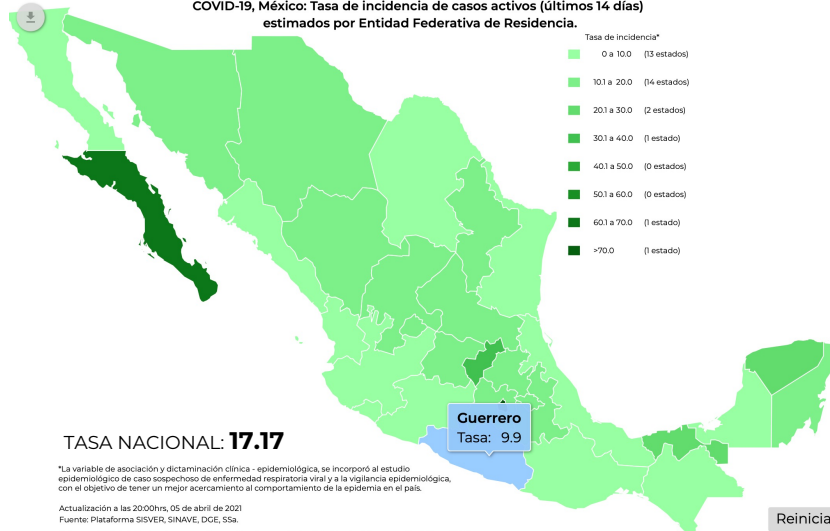 COVID-19, México: Tasa de incidencia de casos activos (últimos 14 días)
estimados por Entidad Federativa de Residencia.
Tasa de incidencia*
0 a 10.0 (13 estados)
10.1 a 20.0 (14 estados)
20.1 a 30.0 (2 estados)
30.1 a 40.0 (1 estado)
40.1 a 50.0 (0 estados)
50.1 a 60.0 (0 estados)
60.1 a 70.0 (1 estado)
>70.0 (1 estado)
Guerrero
Tasa: 9.9
TASA NACIONAL: 17.17
*La variable de asociación y dictaminación clínica - epidemiológica, se incorporó al estudio
epidemiológico de caso sospechoso de enfermedad respiratoria viral y a la vigilancia epidemiológica,
con el objetivo de tener un mejor acercamiento al comportamiento de la epidemia en el país.
Actualización a las 20:00hrs, 05 de abril de 2021
Fuente: Plataforma SISVER, SINAVE, DGE, SSa.
Reinicia